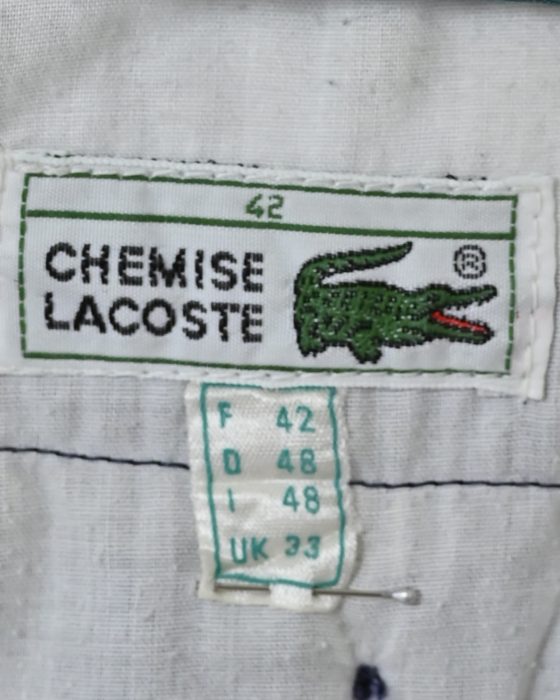 42
CHEMISE
LACOSTE
®
F 42
D 48
I 48
UK 33